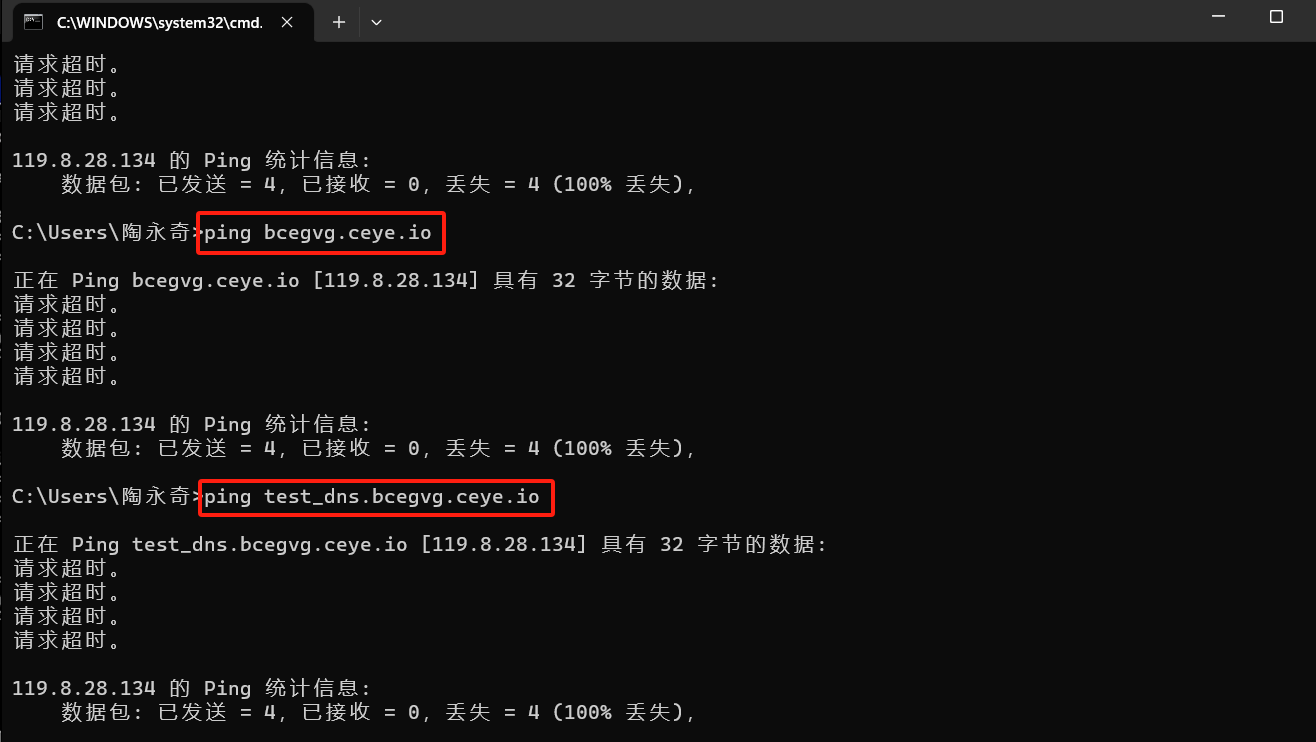 C:\WINDOWS\system32\cmd.
请求超时。
请求超时。
请求超时。
119.8.28.134 的 Ping 统计信息:
    数据包: 已发送 = 4, 已接收 = 0, 丢失 = 4 (100% 丢失),
C:\Users\陶永奇>ping bcegvg.ceye.io
正在 Ping bcegvg.ceye.io [119.8.28.134] 具有 32 字节的数据:
请求超时。
请求超时。
请求超时。
请求超时。
119.8.28.134 的 Ping 统计信息:
    数据包: 已发送 = 4, 已接收 = 0, 丢失 = 4 (100% 丢失),
C:\Users\陶永奇>ping test_dns.bcegvg.ceye.io
正在 Ping test_dns.bcegvg.ceye.io [119.8.28.134] 具有 32 字节的数据:
请求超时。
请求超时。
请求超时。
请求超时。
119.8.28.134 的 Ping 统计信息:
    数据包: 已发送 = 4, 已接收 = 0, 丢失 = 4 (100% 丢失),